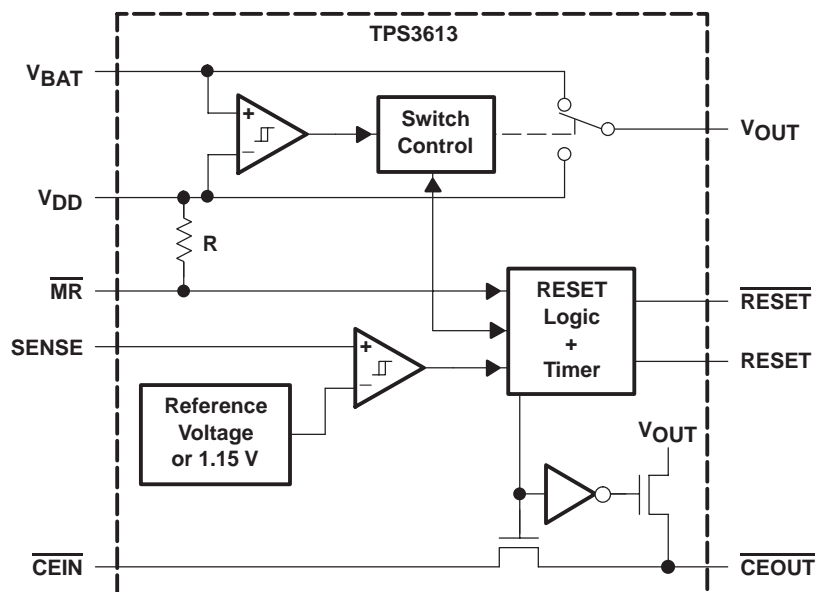 TPS3613
VBAT
+
–
Switch
Control
VOUT
VDD
R
MR
RESET
Logic
+
Timer
RESET
SENSE
+
–
RESET
Reference
Voltage
or 1.15 V
VOUT
CEIN
CEOUT